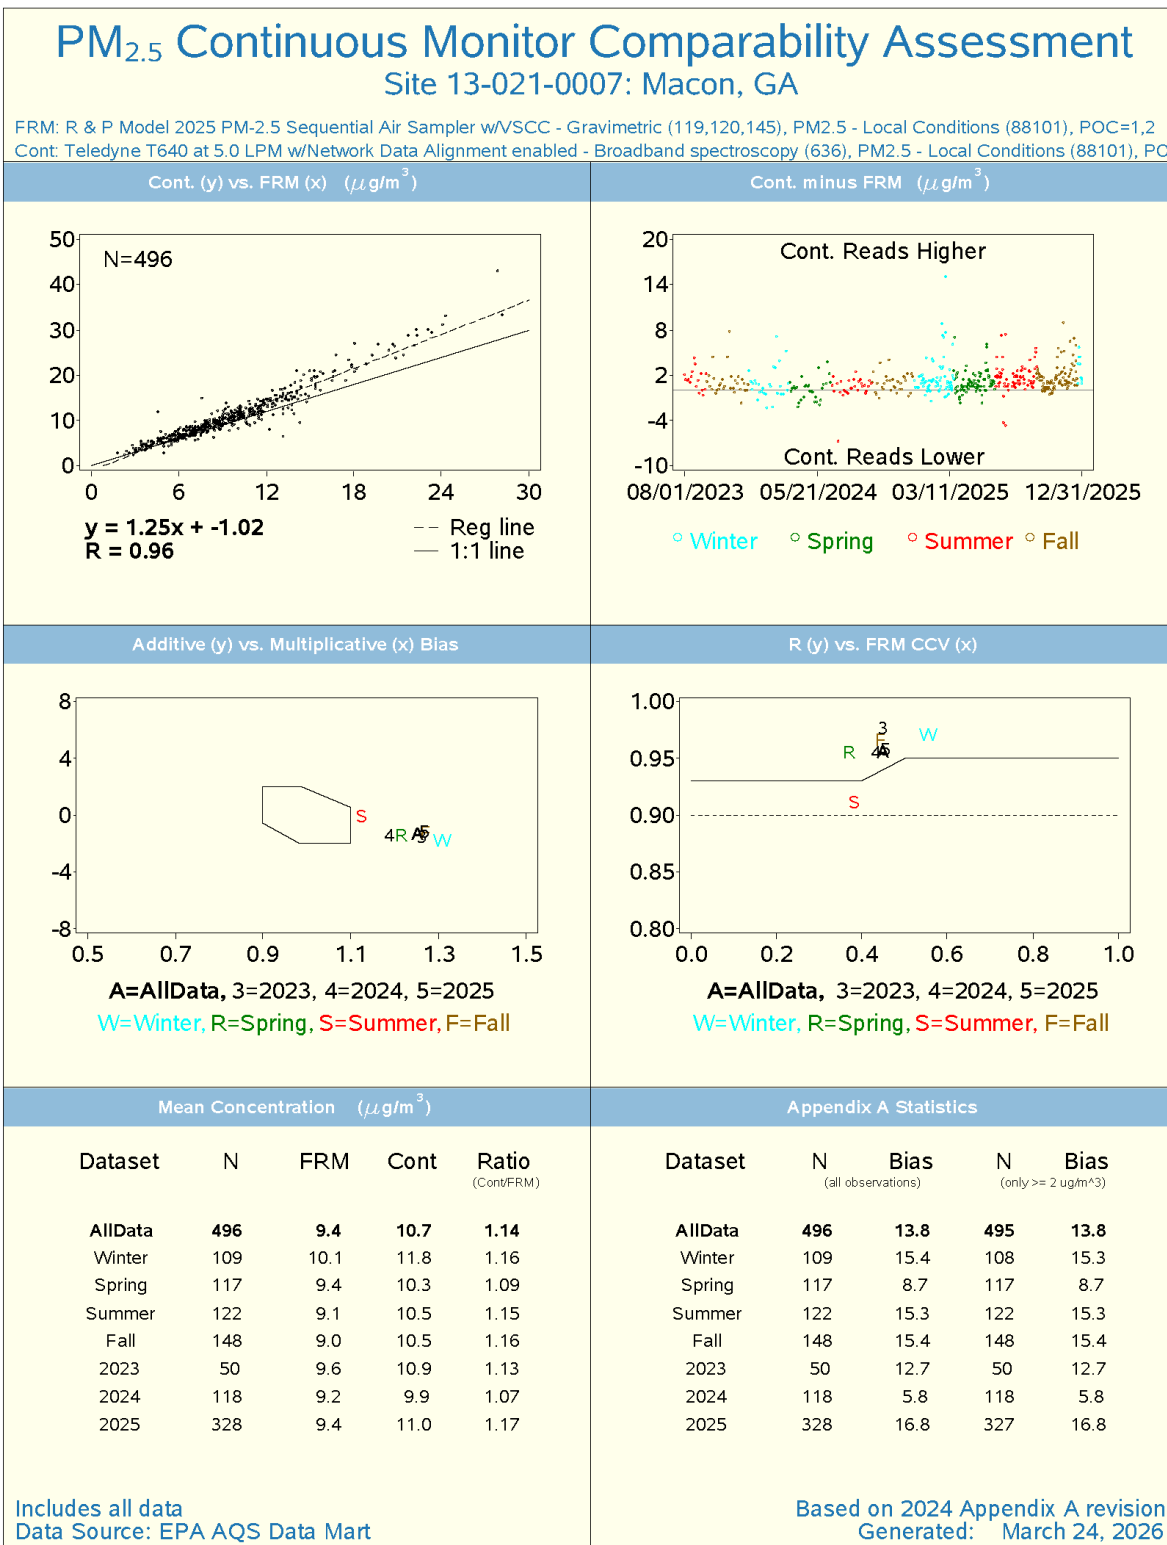 PM2.5 Continuous Monitor Comparability Assessment
Site 13-021-0007: Macon, GA
FRM: R & P Model 2025 PM-2.5 Sequential Air Sampler w/VSCC - Gravimetric (119,120,145), PM2.5 - Local Conditions (88101), POC=1,2
Cont: Teledyne T640 at 5.0 LPM w/Network Data Alignment enabled - Broadband spectroscopy (636), PM2.5 - Local Conditions (88101), PO
Cont. (y) vs. FRM (x) (μg/m³)
50
40
30
20
10
0
N=496
0 6 12 18 24 30
y = 1.25x + -1.02
R = 0.96
Reg line
1:1 line
Cont. minus FRM (μg/m³)
20
14
8
2
-4
-10
Cont. Reads Higher
Cont. Reads Lower
08/01/2023 05/21/2024 03/11/2025 12/31/2025
Winter Spring Summer Fall
Additive (y) vs. Multiplicative (x) Bias
8
4
0
-4
-8
S
4 R A 5 W
0.5 0.7 0.9 1.1 1.3 1.5
A=AllData, 3=2023, 4=2024, 5=2025
W=Winter, R=Spring, S=Summer, F=Fall
R (y) vs. FRM CCV (x)
1.00
0.95
0.90
0.85
0.80
3
F W
R 4 A 5
S
0.0 0.2 0.4 0.6 0.8 1.0
A=AllData, 3=2023, 4=2024, 5=2025
W=Winter, R=Spring, S=Summer, F=Fall
Mean Concentration (μg/m³)
Dataset N FRM Cont Ratio
(Cont/FRM)
AllData 496 9.4 10.7 1.14
Winter 109 10.1 11.8 1.16
Spring 117 9.4 10.3 1.09
Summer 122 9.1 10.5 1.15
Fall 148 9.0 10.5 1.16
2023 50 9.6 10.9 1.13
2024 118 9.2 9.9 1.07
2025 328 9.4 11.0 1.17
Includes all data
Data Source: EPA AQS Data Mart
Appendix A Statistics
Dataset N Bias N Bias
(all observations) (only >= 2 ug/m^3)
AllData 496 13.8 495 13.8
Winter 109 15.4 108 15.3
Spring 117 8.7 117 8.7
Summer 122 15.3 122 15.3
Fall 148 15.4 148 15.4
2023 50 12.7 50 12.7
2024 118 5.8 118 5.8
2025 328 16.8 327 16.8
Based on 2024 Appendix A revision
Generated: March 24, 2026